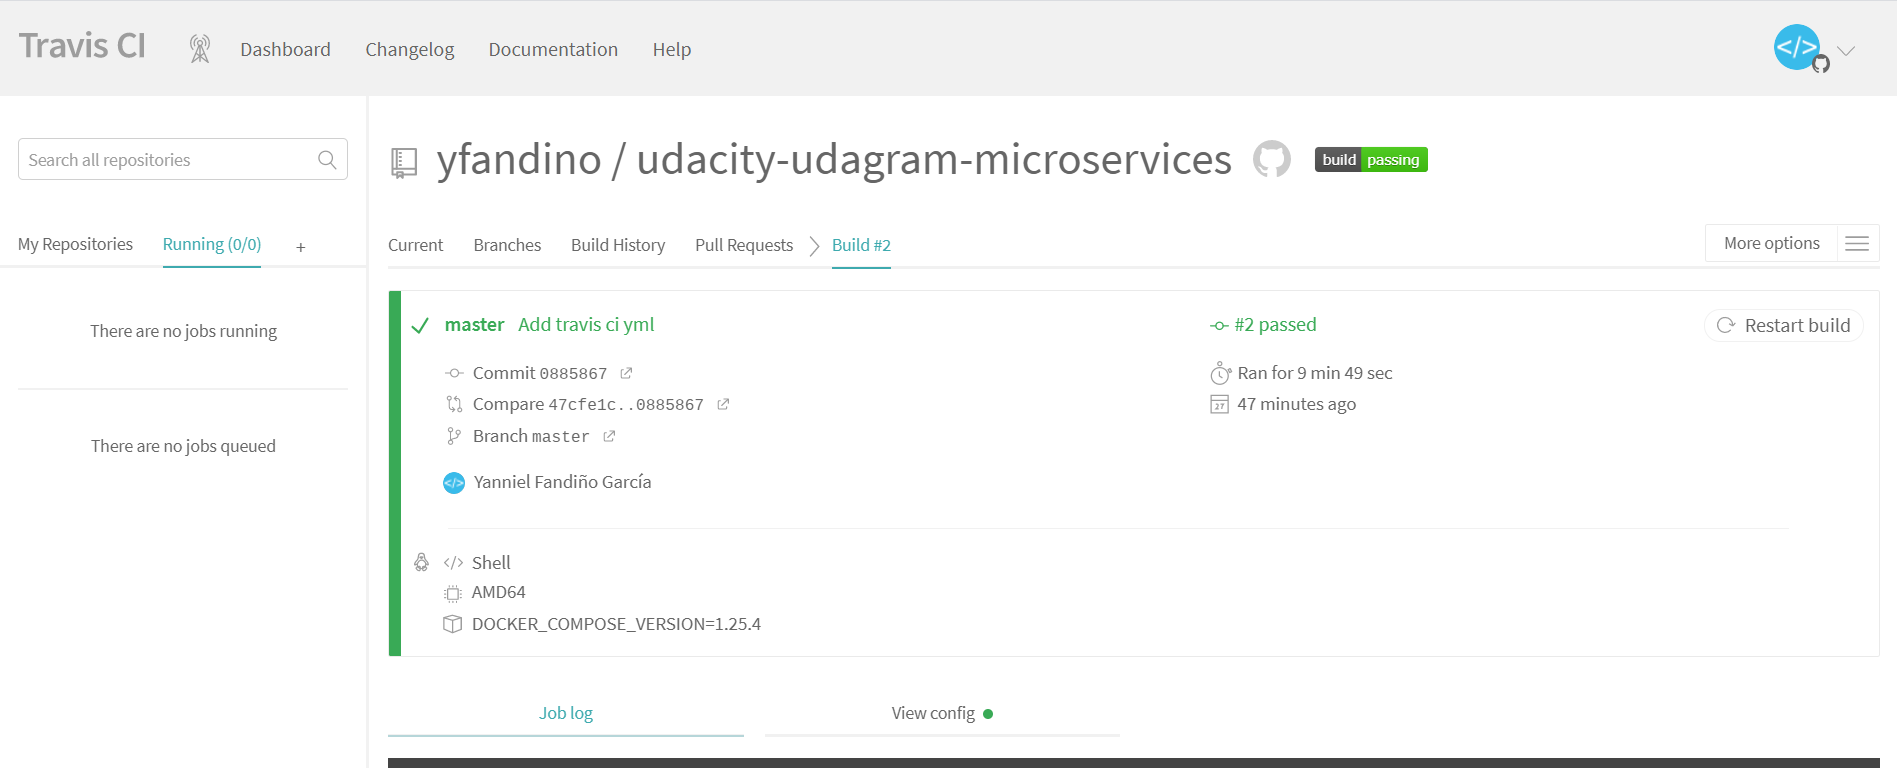 Travis CI Dashboard Changelog Documentation Help </>
Search all repositories
My Repositories Running (0/0) +
There are no jobs running
There are no jobs queued
yfandino / udacity-udagram-microservices build passing
Current Branches Build History Pull Requests Build #2 More options
master Add travis ci yml
Commit 0885867
Compare 47cfe1c..0885867
Branch master
</> Yanniel Fandiño García
#2 passed
Ran for 9 min 49 sec
27 47 minutes ago
Restart build
</> Shell
AMD64
DOCKER_COMPOSE_VERSION=1.25.4
Job log View config